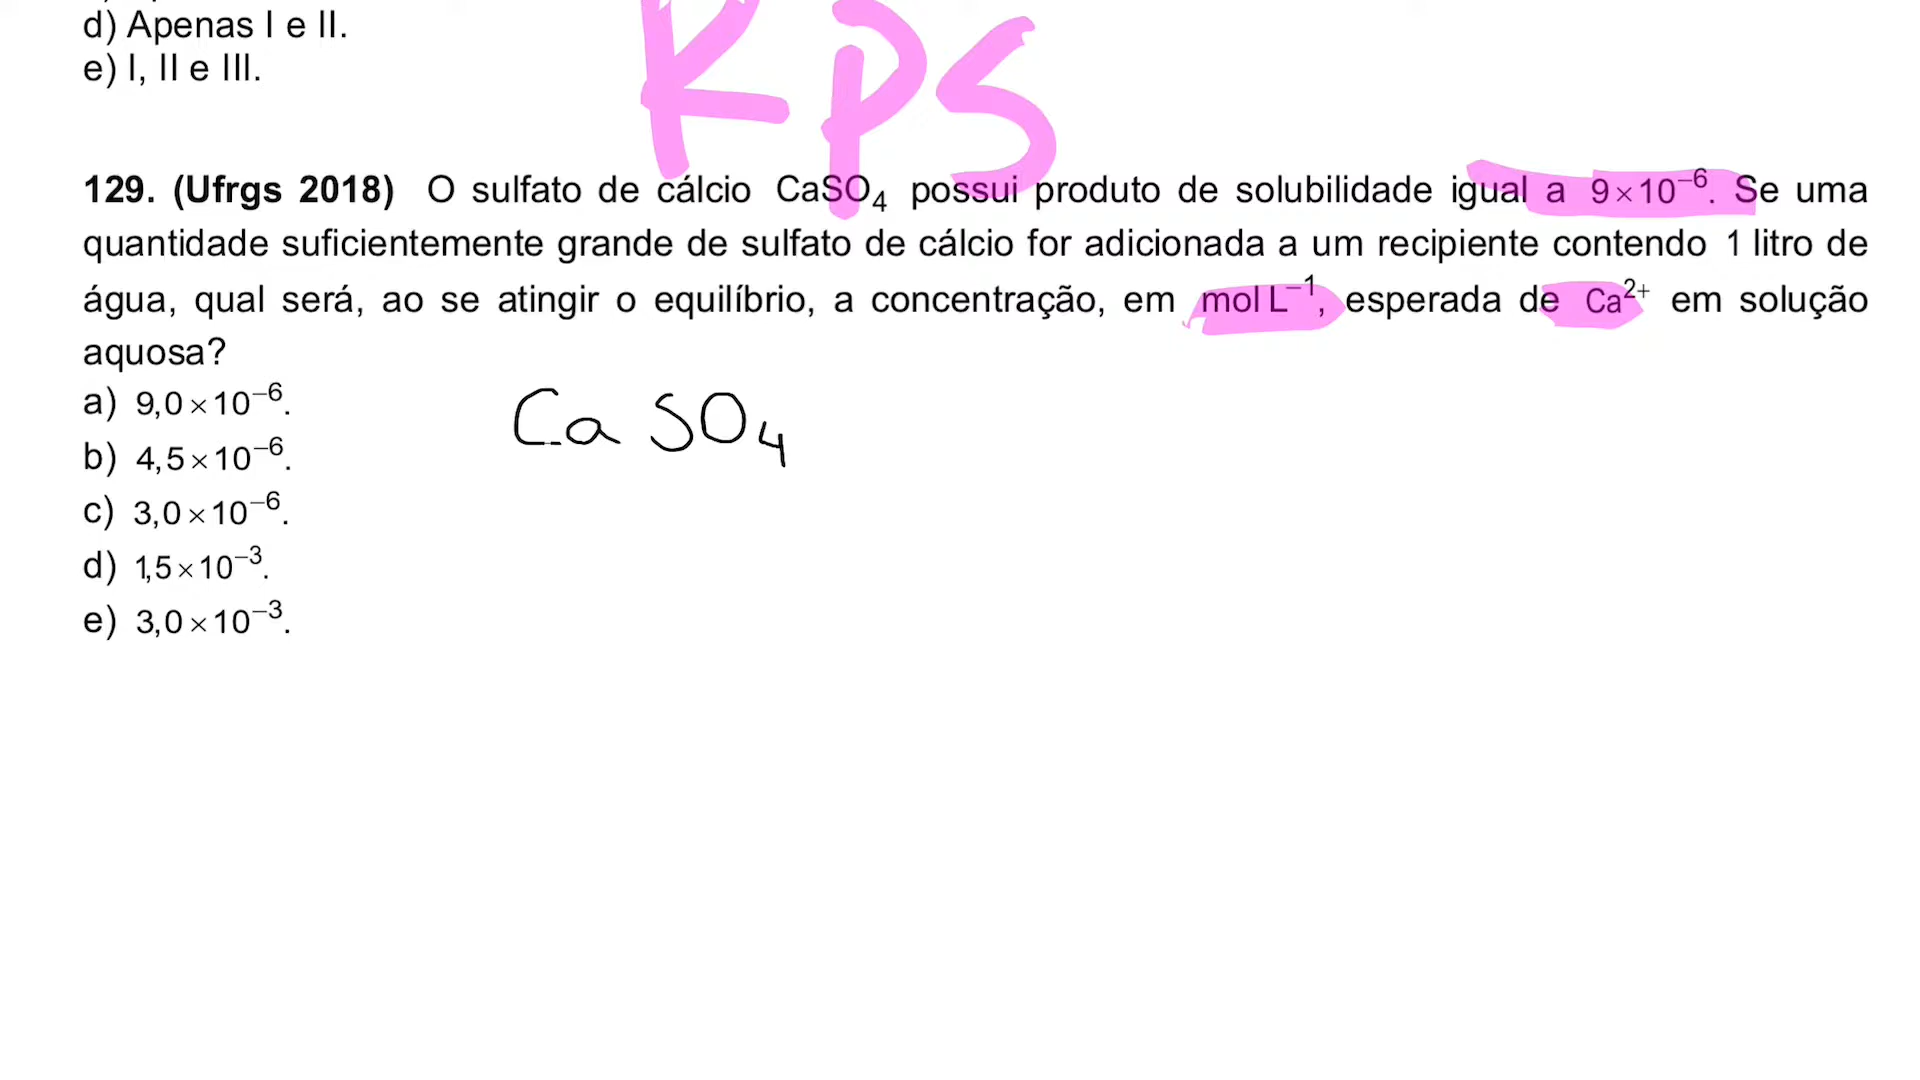 d) Apenas I e II.
e) I, II e III.
KPS
129. (Ufrgs 2018) O sulfato de cálcio CaSO₄ possui produto de solubilidade igual a 9×10⁻⁶. Se uma
quantidade suficientemente grande de sulfato de cálcio for adicionada a um recipiente contendo 1 litro de
água, qual será, ao se atingir o equilíbrio, a concentração, em mol L⁻¹, esperada de Ca²⁺ em solução
aquosa?
a) 9,0×10⁻⁶.
b) 4,5×10⁻⁶.
c) 3,0×10⁻⁶.
d) 1,5×10⁻³.
e) 3,0×10⁻³.
Ca SO₄